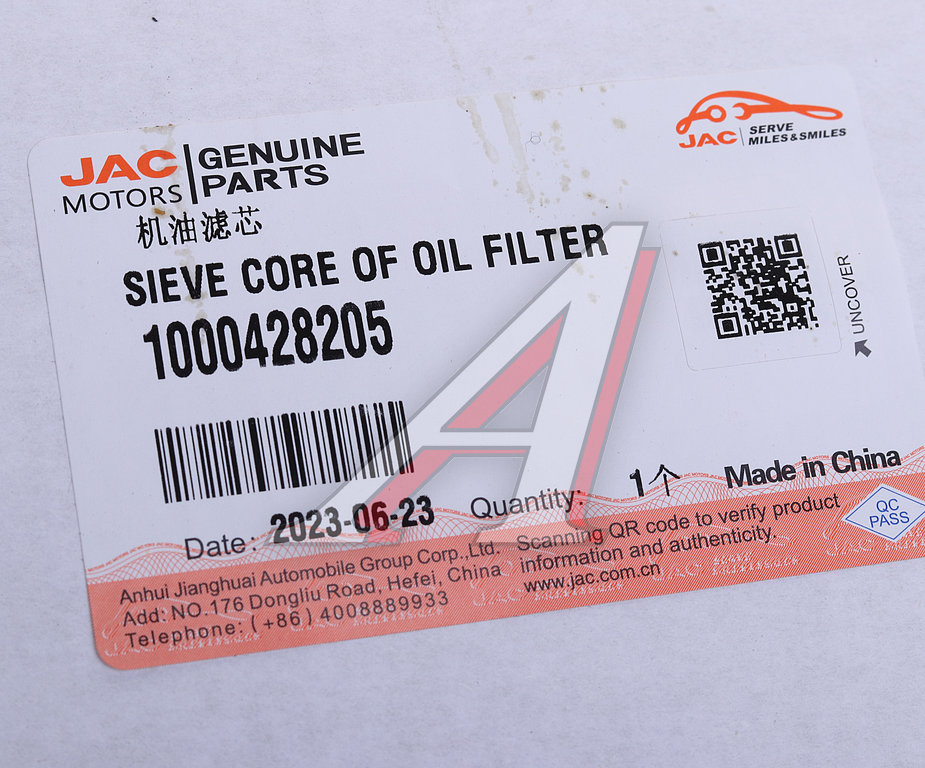 JAC MOTORS
GENUINE PARTS
JAC SERVE MILES & SMILES
机油滤芯
SIEVE CORE OF OIL FILTER
1000428205
UNCOVER
Date: 2023-06-23
Quantity: 1个
Made in China
QC PASS
Anhui Jianghuai Automobile Group Corp., Ltd.
Add: NO.176 Dongliu Road, Hefei, China
Telephone: (+86) 4008889933
Scanning QR code to verify product
information and authenticity.
www.jac.com.cn